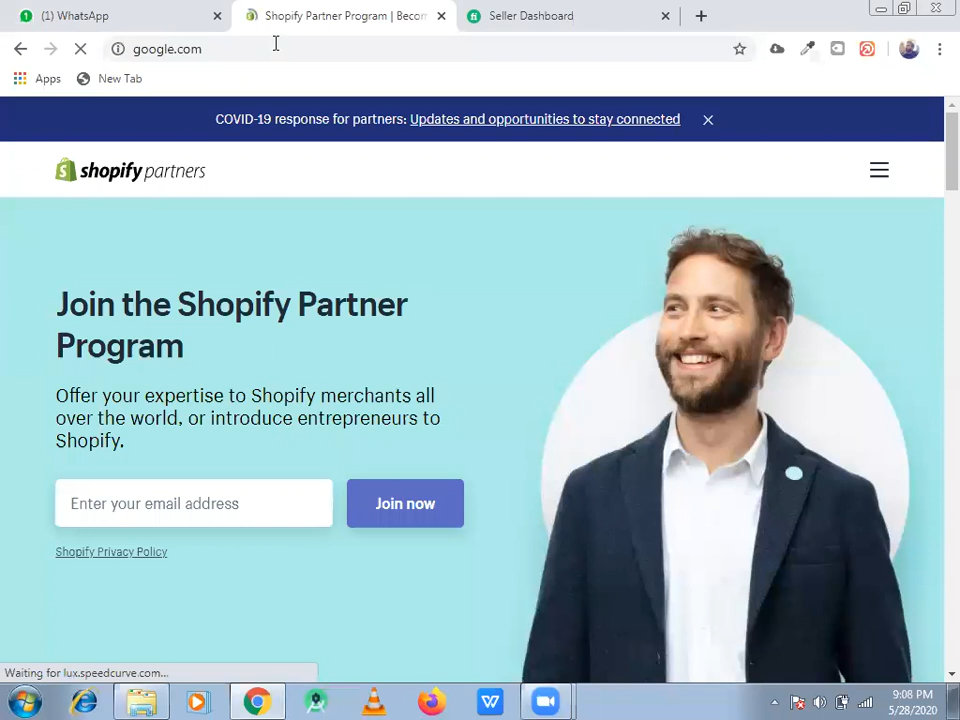 (1) WhatsApp
Shopify Partner Program | Becom
Seller Dashboard
google.com
Apps
New Tab
COVID-19 response for partners: Updates and opportunities to stay connected
shopify partners
Join the Shopify Partner
Program
Offer your expertise to Shopify merchants all
over the world, or introduce entrepreneurs to
Shopify.
Enter your email address
Join now
Shopify Privacy Policy
Waiting for lux.speedcurve.com...
9:08 PM
5/28/2020